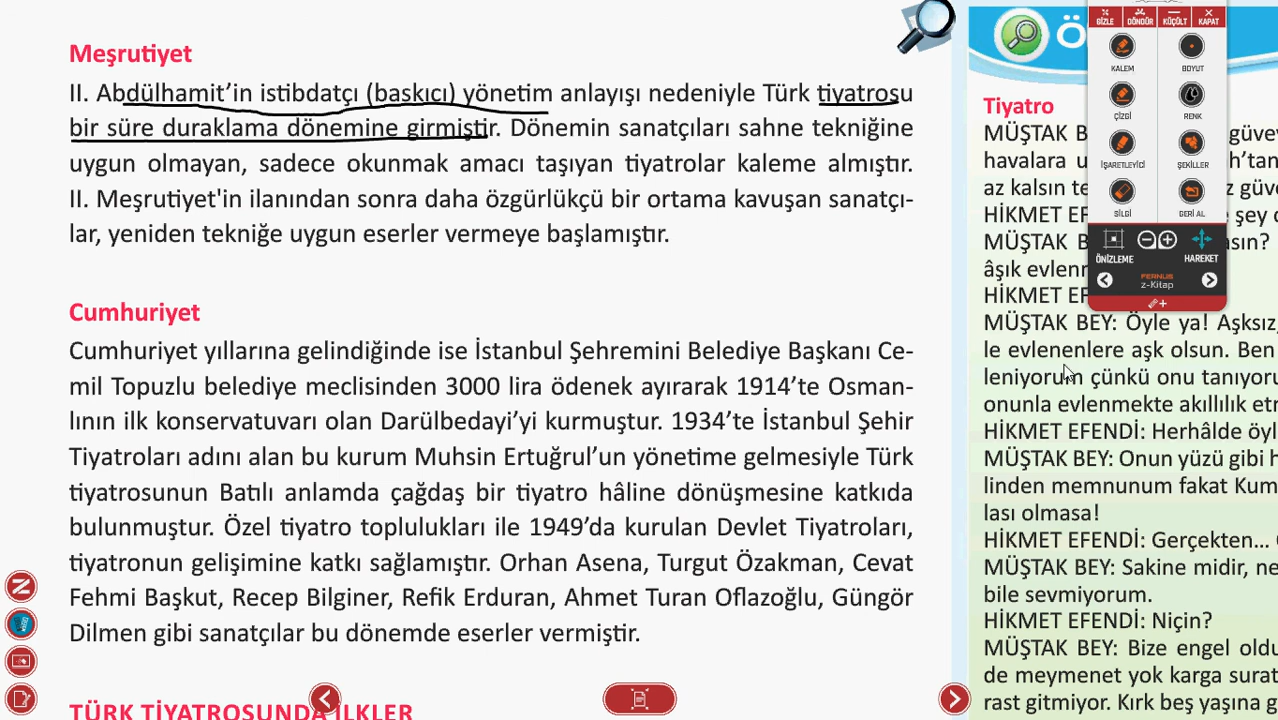 Meşrutiyet
II. Abdülhamit’in istibdatçı (baskıcı) yönetim anlayışı nedeniyle Türk tiyatrosu
bir süre duraklama dönemine girmiştir. Dönemin sanatçıları sahne tekniğine
uygun olmayan, sadece okunmak amacı taşıyan tiyatrolar kaleme almıştır.
II. Meşrutiyet'in ilanından sonra daha özgürlükçü bir ortama kavuşan sanatçı-
lar, yeniden tekniğe uygun eserler vermeye başlamıştır.
Cumhuriyet
Cumhuriyet yıllarına gelindiğinde ise İstanbul Şehremini Belediye Başkanı Ce-
mil Topuzlu belediye meclisinden 3000 lira ödenek ayırarak 1914’te Osman-
lının ilk konservatuvarı olan Darülbedayi’yi kurmuştur. 1934’te İstanbul Şehir
Tiyatroları adını alan bu kurum Muhsin Ertuğrul’un yönetime gelmesiyle Türk
tiyatrosunun Batılı anlamda çağdaş bir tiyatro hâline dönüşmesine katkıda
bulunmuştur. Özel tiyatro toplulukları ile 1949’da kurulan Devlet Tiyatroları,
tiyatronun gelişimine katkı sağlamıştır. Orhan Asena, Turgut Özakman, Cevat
Fehmi Başkut, Recep Bilginer, Refik Erduran, Ahmet Turan Oflazoğlu, Güngör
Dilmen gibi sanatçılar bu dönemde eserler vermiştir.
TÜRK TİYATROSUNDA İLKLER
Ö
Tiyatro
MÜŞTAK B güve
havalara u h’tan
az kalsın te z güve
HİKMET EF e şey
MÜŞTAK B asın?
âşık evlen
HİKMET EF
MÜŞTAK BEY: Öyle ya! Aşksız,
le evlenenlere aşk olsun. Ben
leniyorum çünkü onu tanıyoru
onunla evlenmekte akıllılık et
HİKMET EFENDİ: Herhâlde öyl
MÜŞTAK BEY: Onun yüzü gibi h
linden memnunum fakat Kum
lası olmasa!
HİKMET EFENDİ: Gerçekten...
MÜŞTAK BEY: Sakine midir, ne
bile sevmiyorum.
HİKMET EFENDİ: Niçin?
MÜŞTAK BEY: Bize engel oldu
de meymenet yok karga surat
rast gitmiyor. Kırk beş yaşına g
GİZLE DÖNDÜR KÜÇÜLT KAPAT
KALEM BOYUT
ÇİZGİ RENK
İŞARETLEYİCİ ŞEKİLLER
SİLGİ GERİ AL
ÖNİZLEME HAREKET
FERNUS
z-Kitap